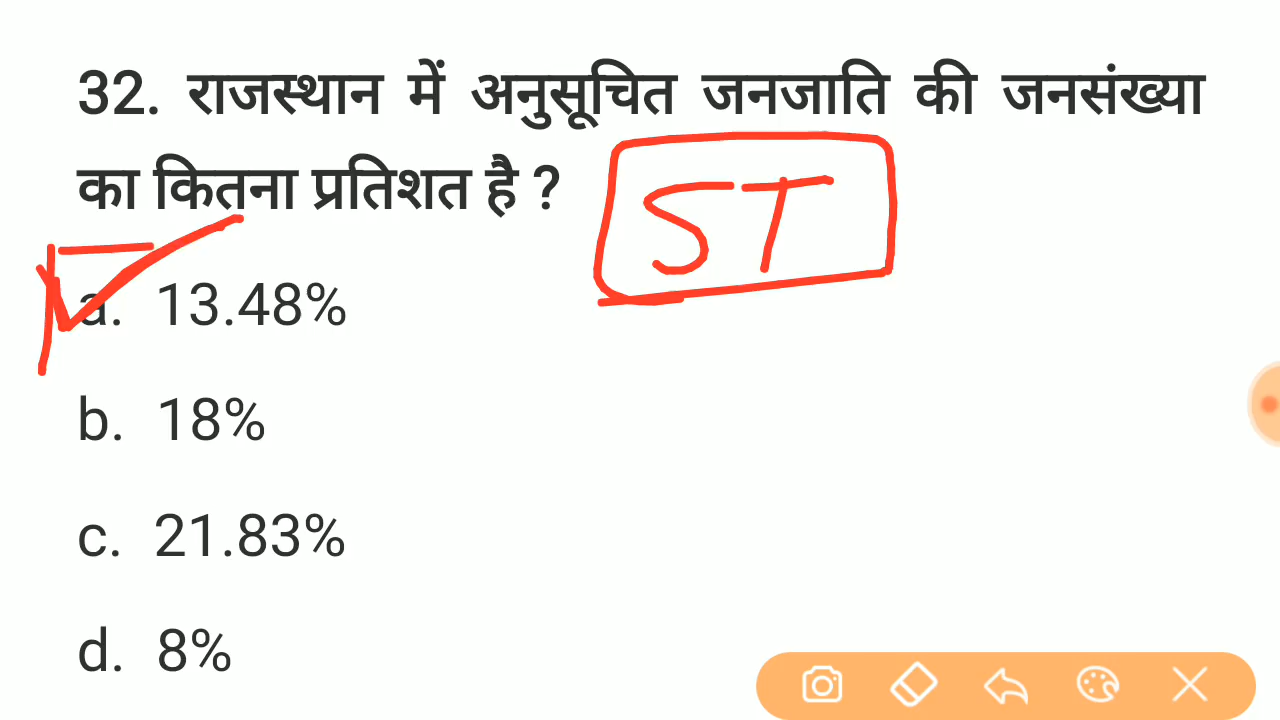 32. राजस्थान में अनुसूचित जनजाति की जनसंख्या
का कितना प्रतिशत है ?
ST
a. 13.48%
b. 18%
c. 21.83%
d. 8%